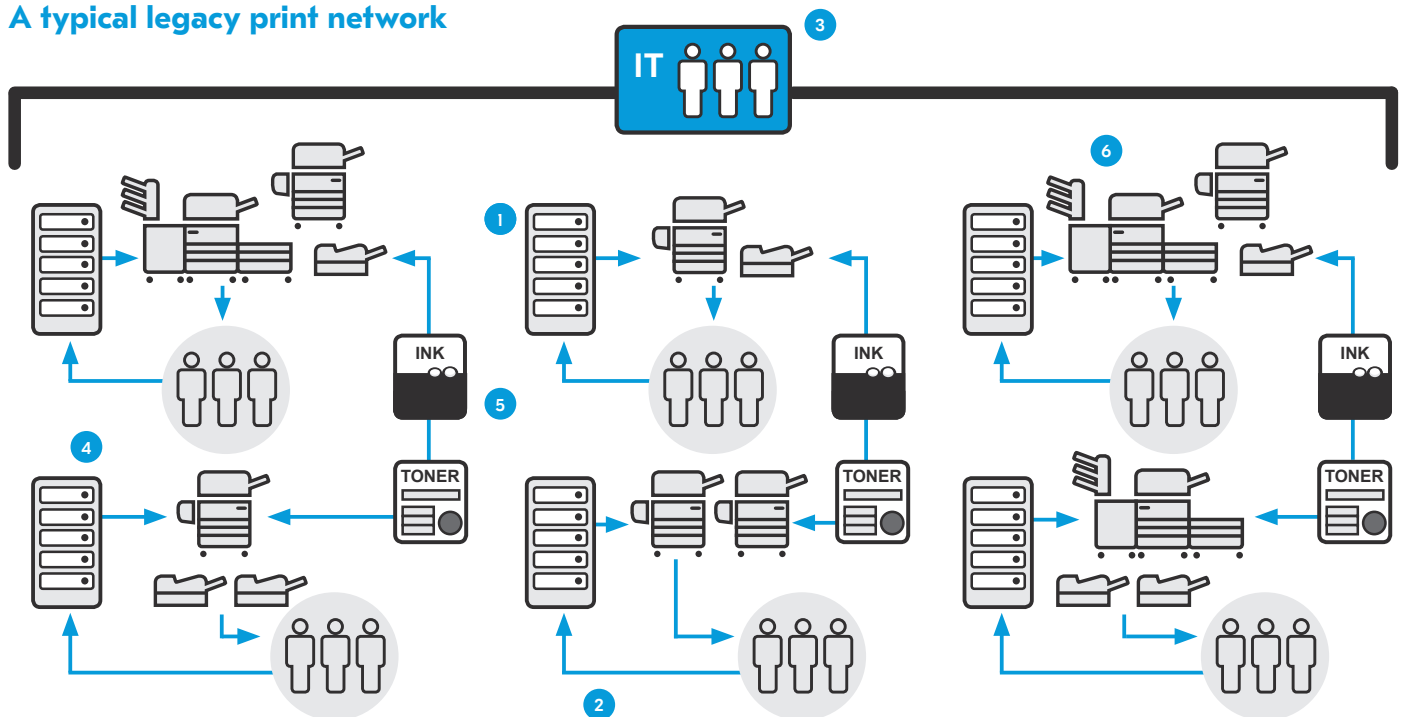 A typical legacy print network
3
IT
6
1
INK
INK
INK
5
4
TONER
TONER
TONER
2